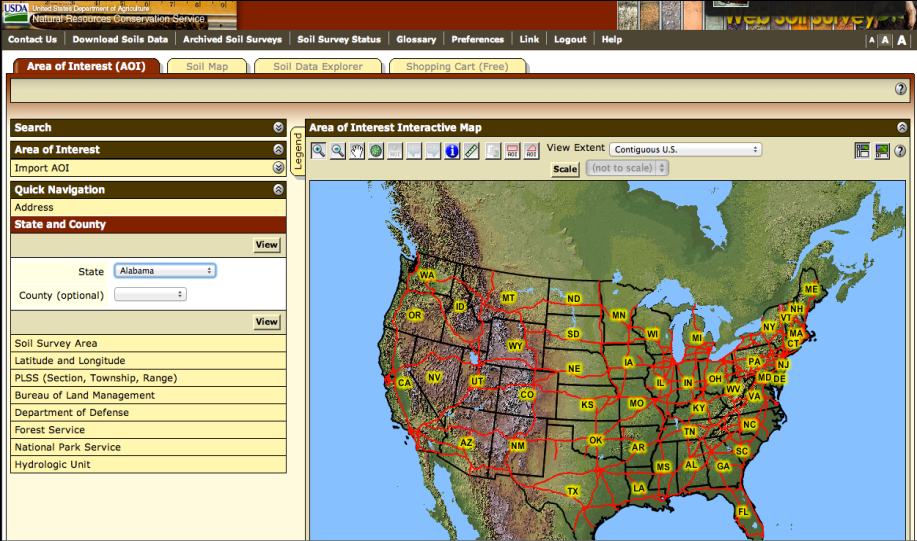 USDA United States Department of Agriculture
Natural Resources Conservation Service
Web Soil Survey
Contact Us | Download Soils Data | Archived Soil Surveys | Soil Survey Status | Glossary | Preferences | Link | Logout | Help A A A
Area of Interest (AOI) Soil Map Soil Data Explorer Shopping Cart (Free)
?
Search
Area of Interest
Import AOI
Quick Navigation
Address
State and County
View
State Alabama
County (optional)
View
Soil Survey Area
Latitude and Longitude
PLSS (Section, Township, Range)
Bureau of Land Management
Department of Defense
Forest Service
National Park Service
Hydrologic Unit
Legend
Area of Interest Interactive Map
AOI i AOI AOI View Extent Contiguous U.S. ?
Scale (not to scale)
WA
ME
MT
ND
ID
NH
OR
MN
VT
NY
MA
SD
WI
MI
CT
WY
PA
IA
NJ
NE
NV
OH
MD DE
CA
UT
IL
IN
WV
CO
VA
KS
MO
KY
NC
TN
AZ
NM
OK
AR
SC
MS
AL
GA
TX
LA
FL